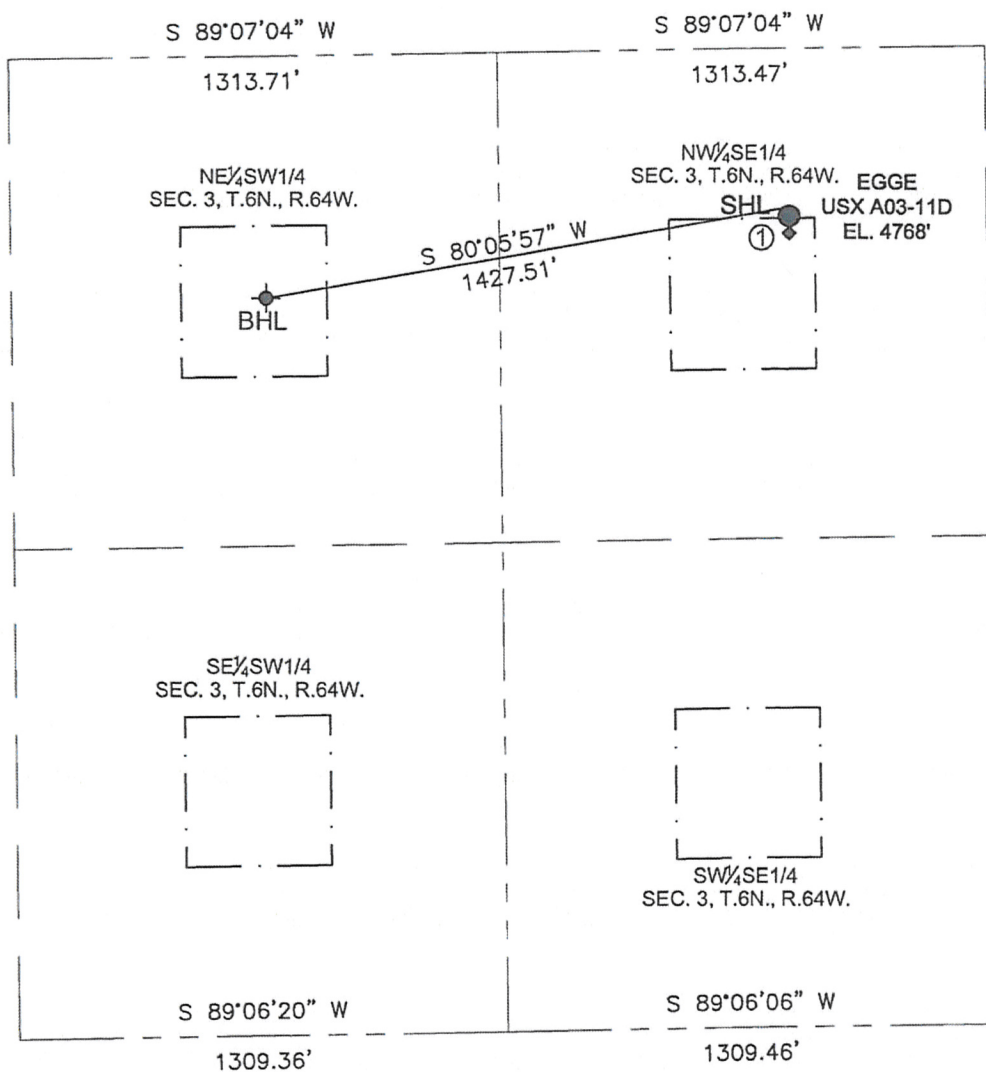 S 89°07'04" W
1313.71'
S 89°07'04" W
1313.47'
NE¼SW1/4
SEC. 3, T.6N., R.64W.
NW¼SE1/4
SEC. 3, T.6N., R.64W.
SHL
①
EGGE
USX A03-11D
EL. 4768'
S 80°05'57" W
1427.51'
BHL
SE¼SW1/4
SEC. 3, T.6N., R.64W.
SW¼SE1/4
SEC. 3, T.6N., R.64W.
S 89°06'20" W
1309.36'
S 89°06'06" W
1309.46'